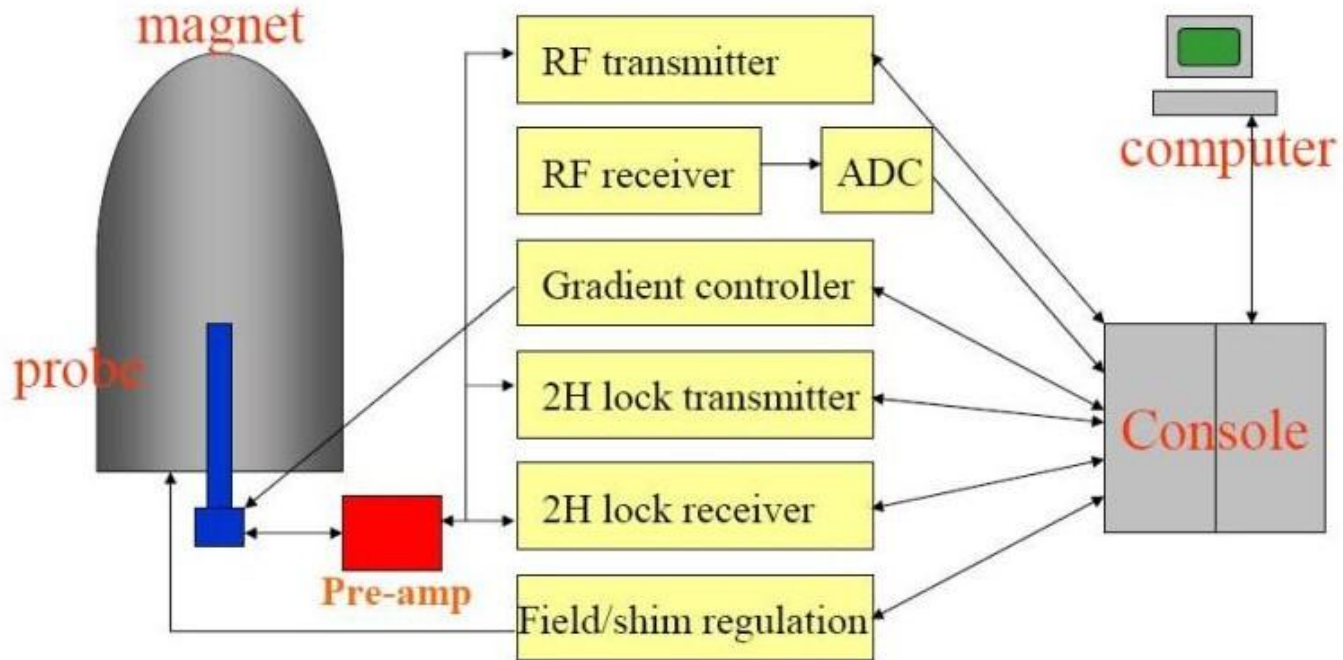 magnet
RF transmitter
computer
RF receiver
ADC
Gradient controller
probe
2H lock transmitter
Console
2H lock receiver
Pre-amp
Field/shim regulation